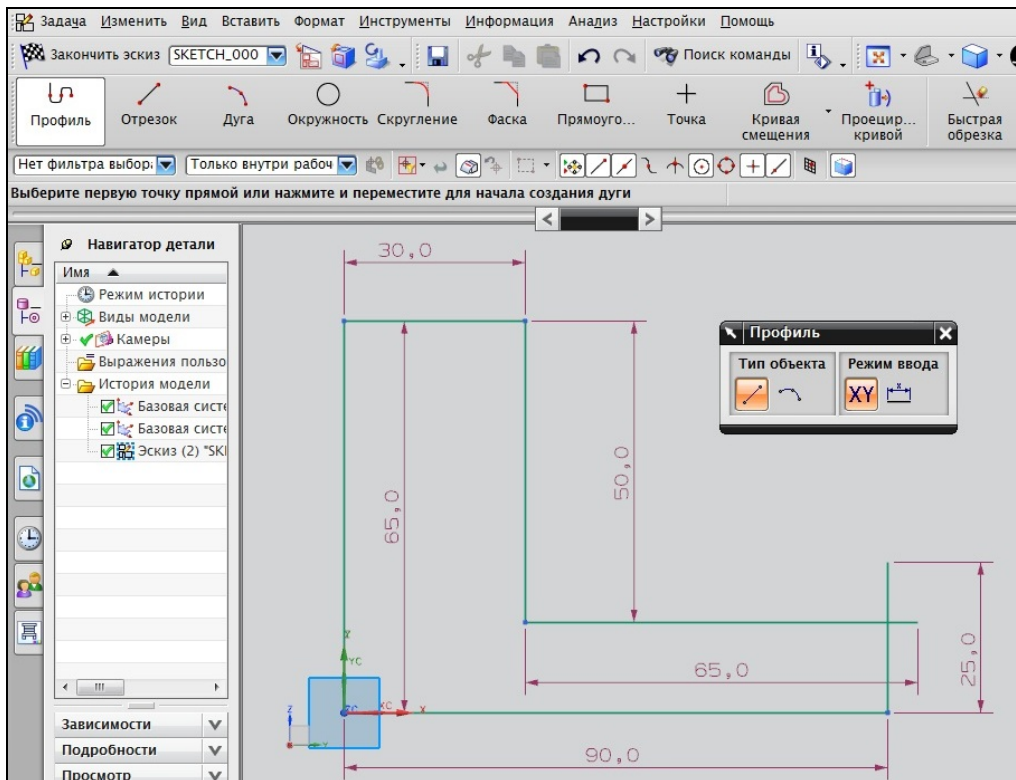 Задача Изменить Вид Вставить Формат Инструменты Информация Анализ Настройки Помощь
Закончить эскиз SKETCH_000 Поиск команды
Профиль Отрезок Дуга Окружность Скругление Фаска Прямоуго... Точка Кривая смещения Проецир... кривой Быстрая обрезка
Нет фильтра выбор Только внутри рабоч
Выберите первую точку прямой или нажмите и переместите для начала создания дуги
Навигатор детали
Имя
Режим истории
Виды модели
Камеры
Выражения пользо
История модели
Базовая систе
Базовая систе
Эскиз (2) "SKI
Зависимости
Подробности
Просмотр
30,0
65,0
50,0
65,0
25,0
90,0
Профиль
Тип объекта Режим ввода
XY
Y
YC
XC X
Z
Y